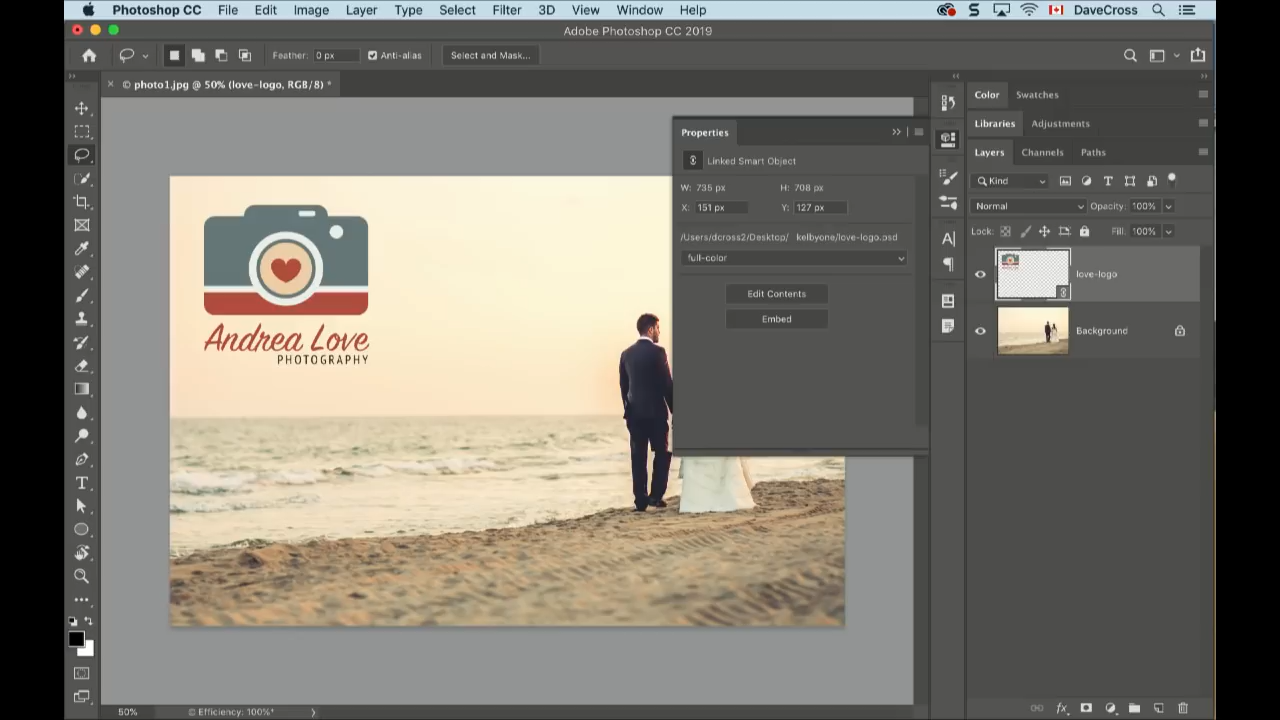 Photoshop CC File Edit Image Layer Type Select Filter 3D View Window Help DaveCross
Adobe Photoshop CC 2019
Feather: 0 px Anti-alias Select and Mask...
× © photo1.jpg @ 50% (love-logo, RGB/8) *
Color Swatches
Libraries Adjustments
Layers Channels Paths
Kind
Normal Opacity: 100%
Lock: Fill: 100%
love-logo
Background
Properties
Linked Smart Object
W: 735 px H: 708 px
X: 151 px Y: 127 px
/Users/dcross2/Desktop/ kelbyone/love-logo.psd
full-color
Edit Contents
Embed
Andrea Love
PHOTOGRAPHY
50% © Efficiency: 100%*